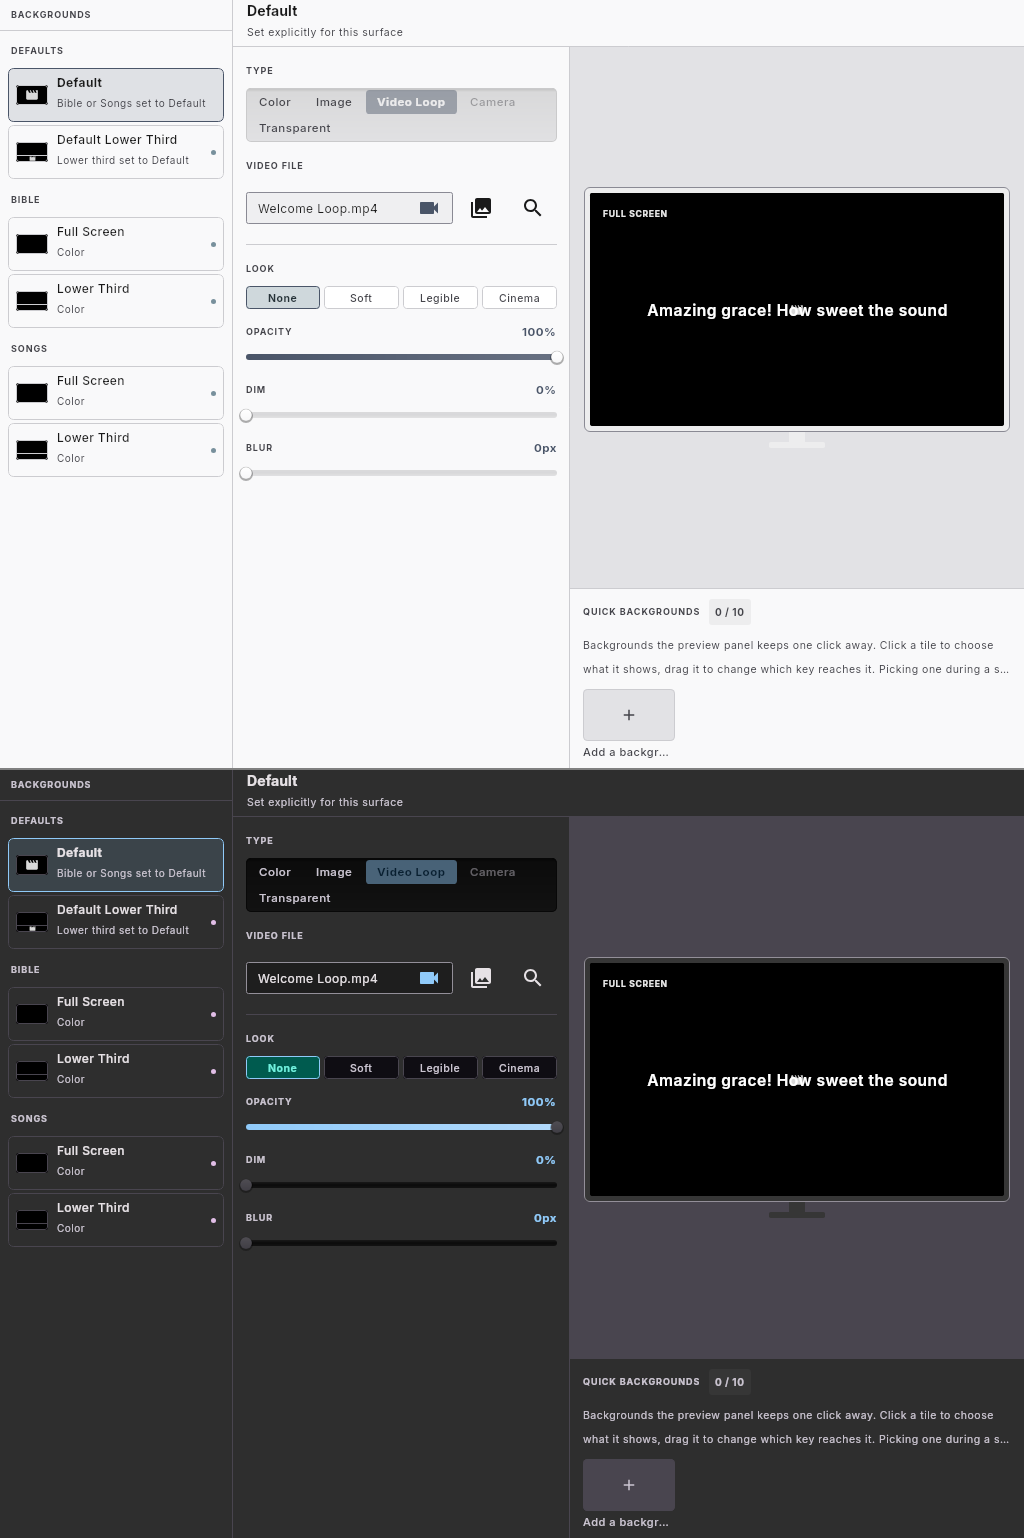 BACKGROUNDS
DEFAULTS
Default
Bible or Songs set to Default
Default Lower Third
Lower third set to Default
BIBLE
Full Screen
Color
Lower Third
Color
SONGS
Full Screen
Color
Lower Third
Color
Default
Set explicitly for this surface
TYPE
Color Image Video Loop Camera
Transparent
VIDEO FILE
Welcome Loop.mp4
LOOK
None Soft Legible Cinema
OPACITY 100%
DIM 0%
BLUR 0px
FULL SCREEN
Amazing grace! How sweet the sound
QUICK BACKGROUNDS 0 / 10
Backgrounds the preview panel keeps one click away. Click a tile to choose
what it shows, drag it to change which key reaches it. Picking one during a s...
+
Add a backgr...
BACKGROUNDS
DEFAULTS
Default
Bible or Songs set to Default
Default Lower Third
Lower third set to Default
BIBLE
Full Screen
Color
Lower Third
Color
SONGS
Full Screen
Color
Lower Third
Color
Default
Set explicitly for this surface
TYPE
Color Image Video Loop Camera
Transparent
VIDEO FILE
Welcome Loop.mp4
LOOK
None Soft Legible Cinema
OPACITY 100%
DIM 0%
BLUR 0px
FULL SCREEN
Amazing grace! How sweet the sound
QUICK BACKGROUNDS 0 / 10
Backgrounds the preview panel keeps one click away. Click a tile to choose
what it shows, drag it to change which key reaches it. Picking one during a s...
+
Add a backgr...